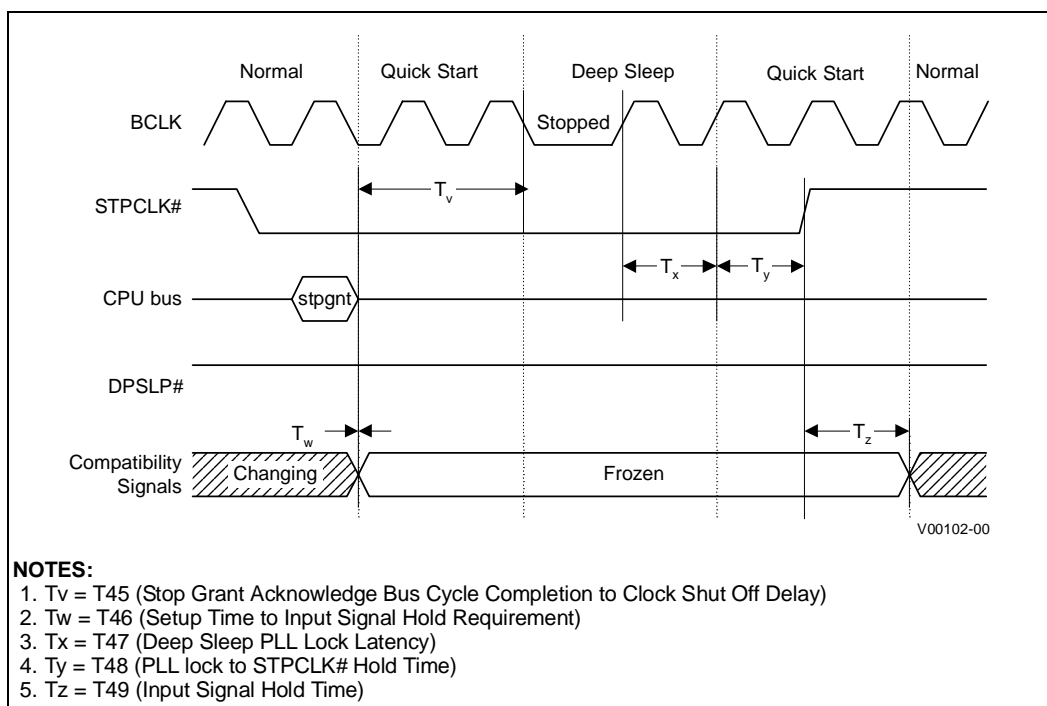 Normal Quick Start Deep Sleep Quick Start Normal
BCLK
Stopped
STPCLK#
Tv
Tx
Ty
CPU bus
stpgnt
DPSLP#
Tw
Tz
Compatibility
Signals
Changing
Frozen
V00102-00
NOTES:
1. Tv = T45 (Stop Grant Acknowledge Bus Cycle Completion to Clock Shut Off Delay)
2. Tw = T46 (Setup Time to Input Signal Hold Requirement)
3. Tx = T47 (Deep Sleep PLL Lock Latency)
4. Ty = T48 (PLL lock to STPCLK# Hold Time)
5. Tz = T49 (Input Signal Hold Time)